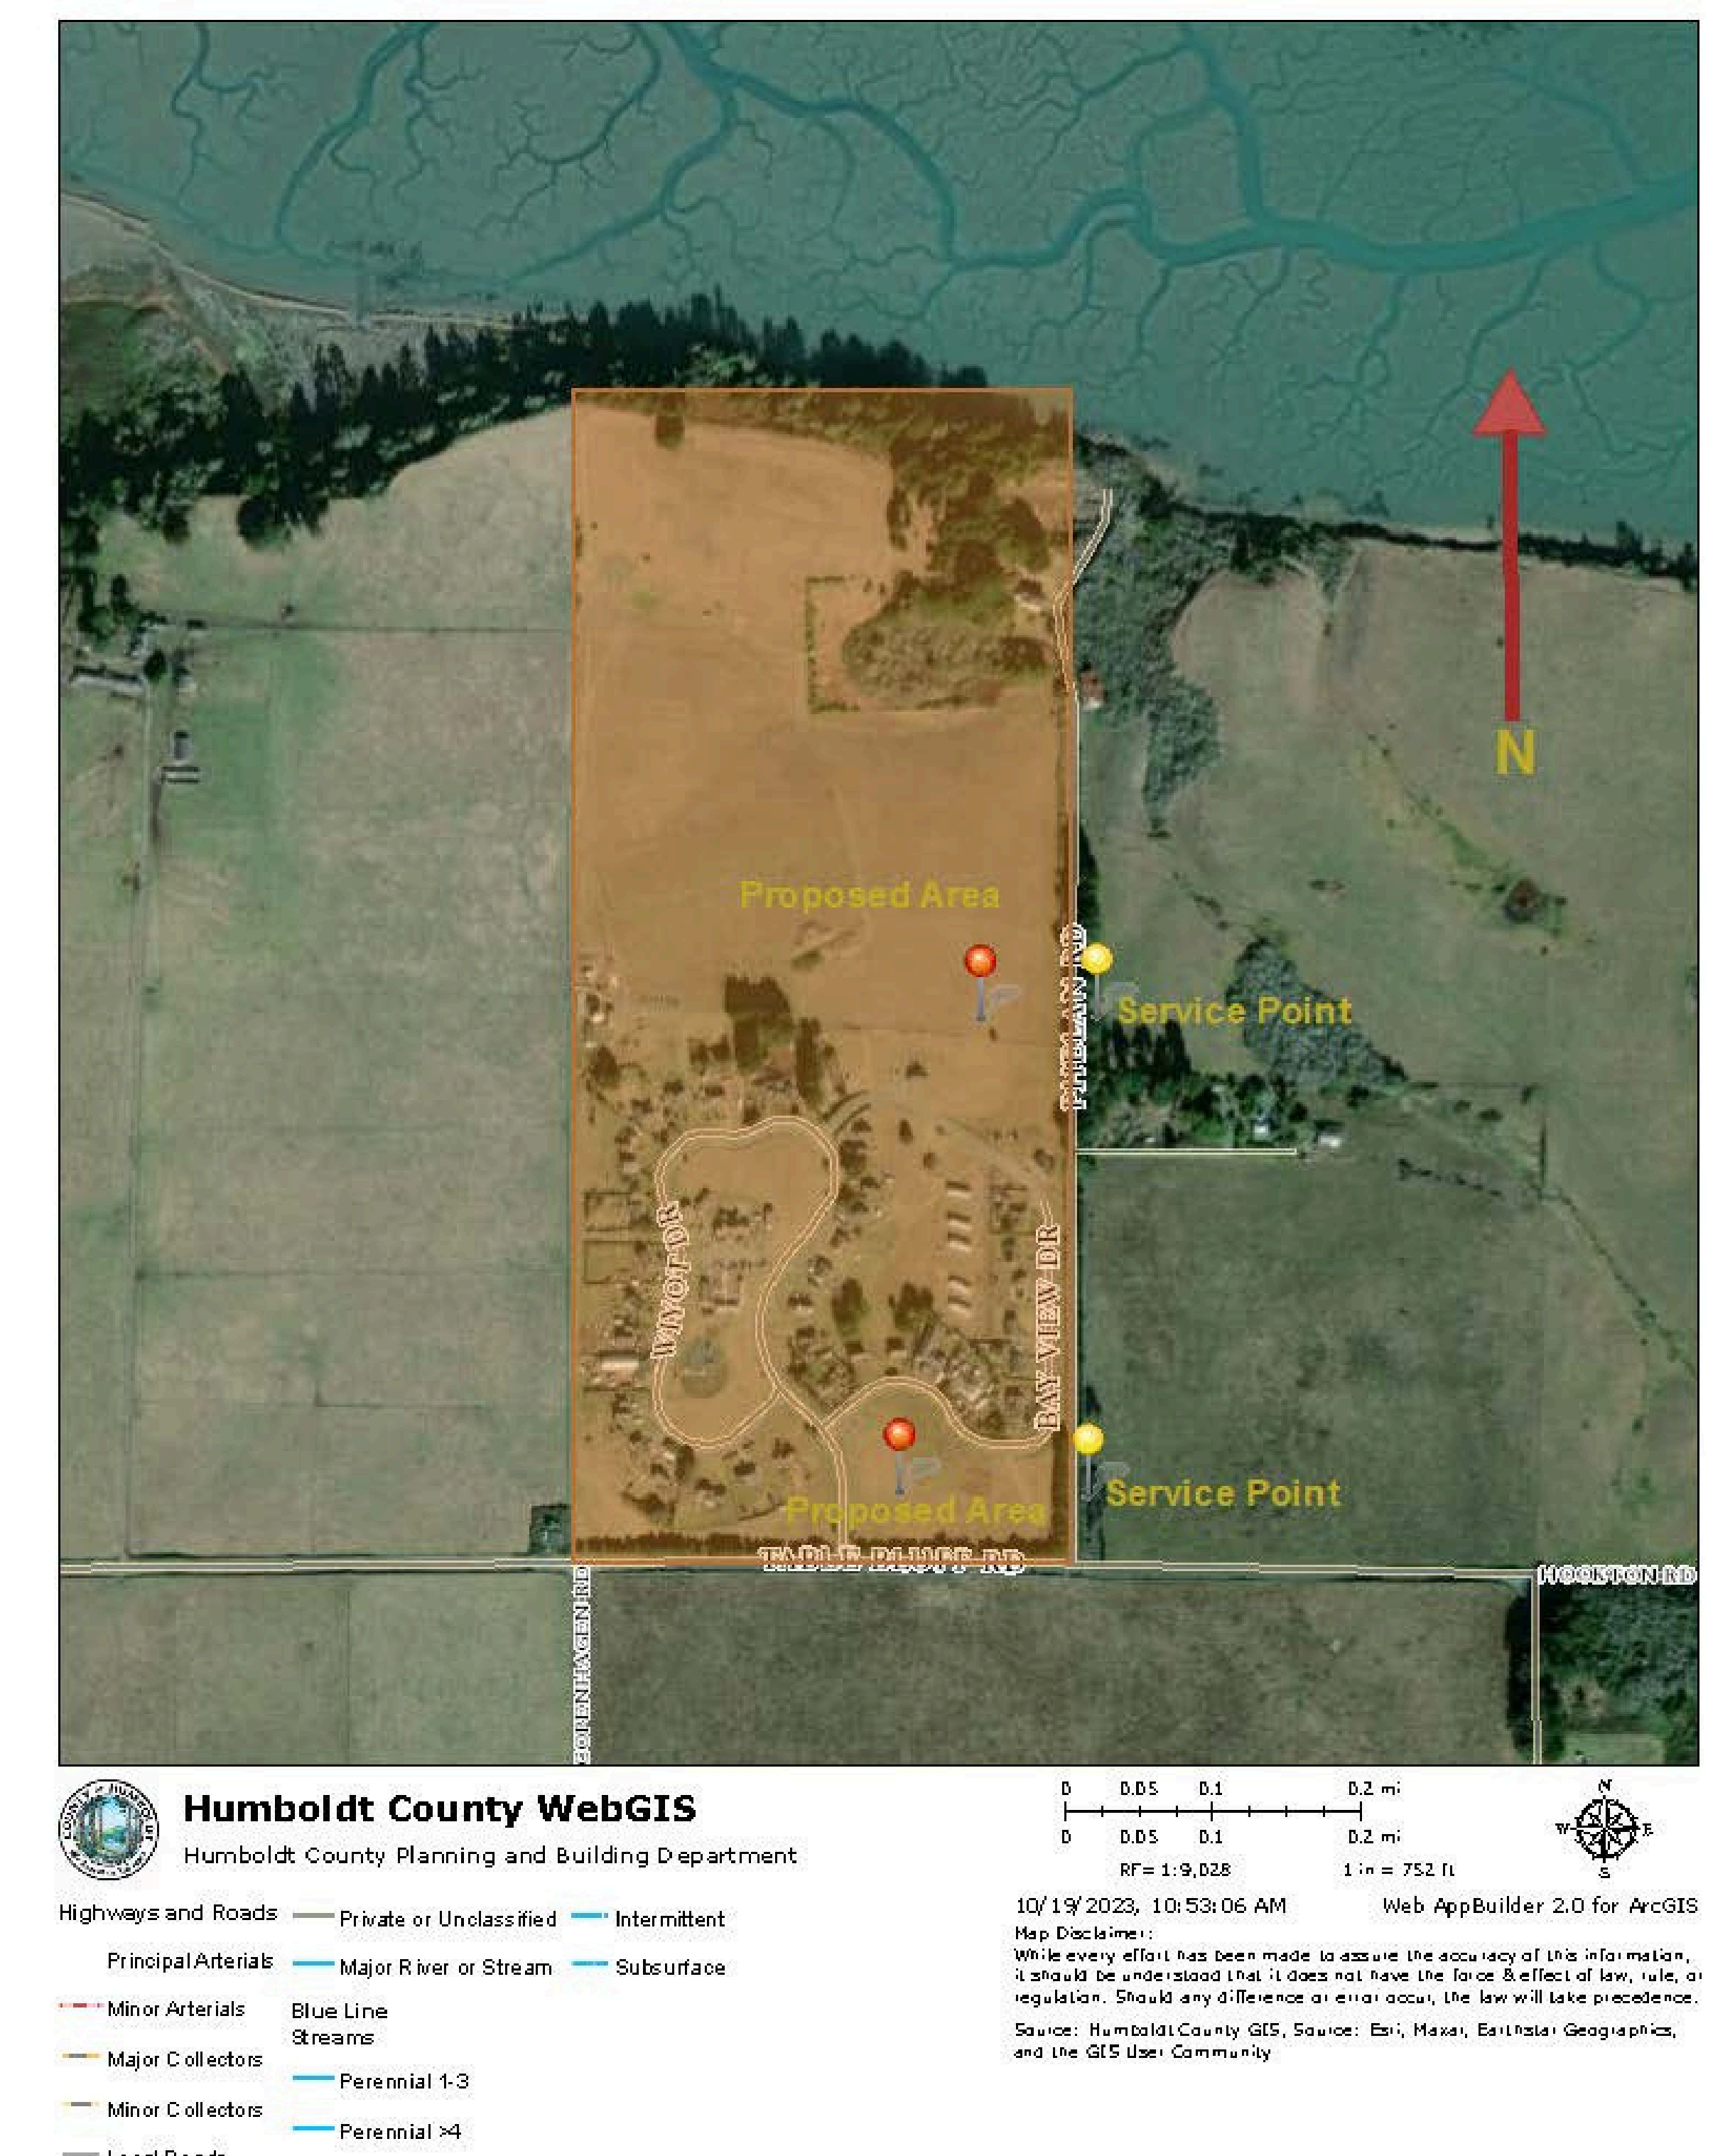 N
Proposed Area
PHELAN RD
Service Point
WIYOT DR
BAY VIEW DR
Service Point
Proposed Area
TABLE BLUFF RD
HOOKTON RD
COPENHAGEN RD
COUNTY of HUMBOLDT
Humboldt County WebGIS
Humboldt County Planning and Building Department
0 0.05 0.1 0.2 mi
0 0.05 0.1 0.2 mi
RF= 1:9,028 1 in = 752 ft
N
W E
S
10/19/2023, 10:53:06 AM Web AppBuilder 2.0 for ArcGIS
Map Disclaimer:
While every effort has been made to assure the accuracy of this information,
it should be understood that it does not have the force & effect of law, rule, or
regulation. Should any difference or error occur, the law will take precedence.
Source: Humboldt County GIS, Source: Esri, Maxar, Earthstar Geographics,
and the GIS User Community
Highways and Roads
Principal Arterials
Minor Arterials
Major Collectors
Minor Collectors
Local Roads
Private or Unclassified
Major River or Stream
Blue Line
Streams
Perennial 1-3
Perennial >4
Intermittent
Subsurface